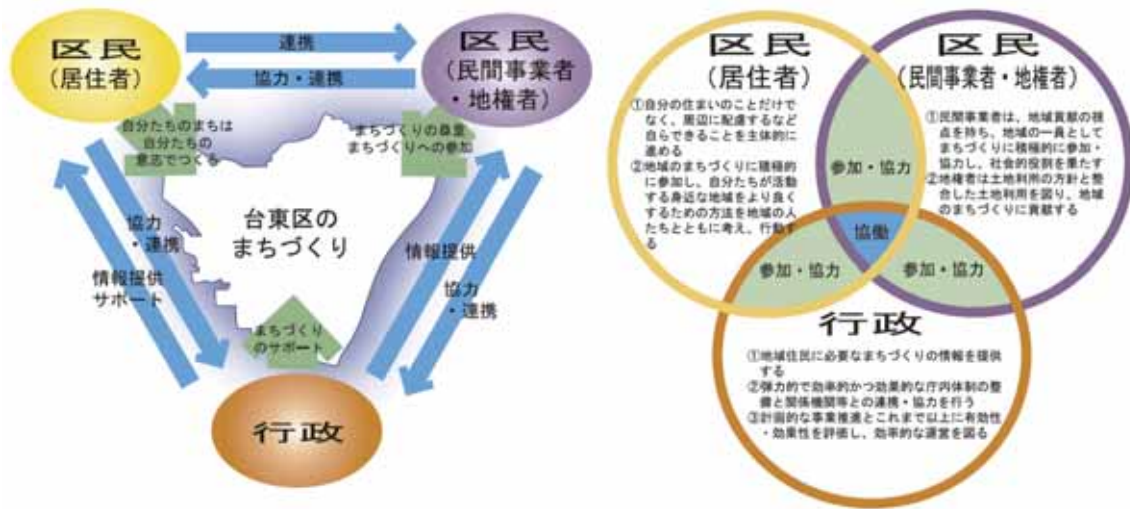 区民
(居住者)
連携
協力・連携
区民
(民間事業者
・地権者)
自分たちのまちは
自分たちの
意志でつくる
まちづくりへの参加
台東区の
まちづくり
協力
・連携
情報提供
サポート
情報提供
協力
・連携
まちづくり
のサポート
行政
区民
(居住者)
①自分の住まいのことだけで
なく、周辺に配慮するなど
自らできることを主体的に
進める
②地域のまちづくりに積極的
に参加し、自分たちが活動
する身近な地域をより良く
するための方法を地域の人
たちとともに考え、行動す
る
区民
(民間事業者・地権者)
①民間事業者は、地域貢献の視
点を持ち、地域の一員として
まちづくりに積極的に参加・
協力し、社会的役割を果たす
②地権者は土地利用の方針と整
合した土地利用を図り、地域
のまちづくりに貢献する
参加・協力
協働
参加・協力
参加・協力
行政
①地域住民に必要なまちづくりの情報を提供
する
②弾力的で効率的かつ効果的な庁内体制の整
備と関係機関等との連携・協力を行う
③計画的な事業推進とこれまで以上に有効性
・効果性を評価し、効率的な運営を図る